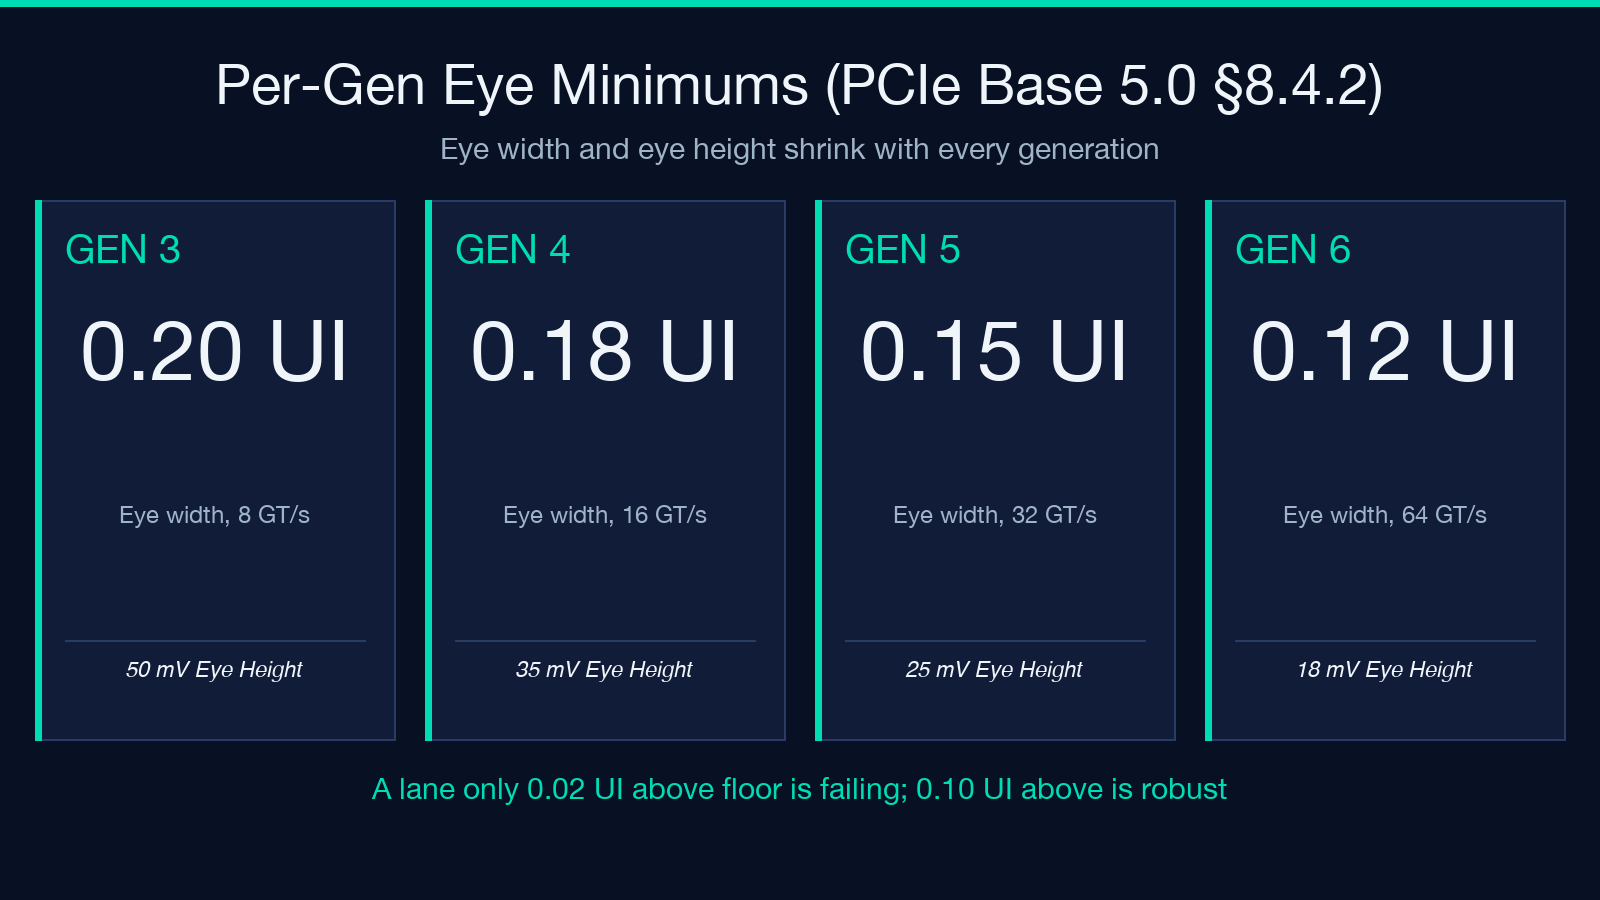 Per-Gen Eye Minimums (PCIe Base 5.0 §8.4.2)
Eye width and eye height shrink with every generation
GEN 3
0.20 UI
Eye width, 8 GT/s
50 mV Eye Height
GEN 4
0.18 UI
Eye width, 16 GT/s
35 mV Eye Height
GEN 5
0.15 UI
Eye width, 32 GT/s
25 mV Eye Height
GEN 6
0.12 UI
Eye width, 64 GT/s
18 mV Eye Height
A lane only 0.02 UI above floor is failing; 0.10 UI above is robust